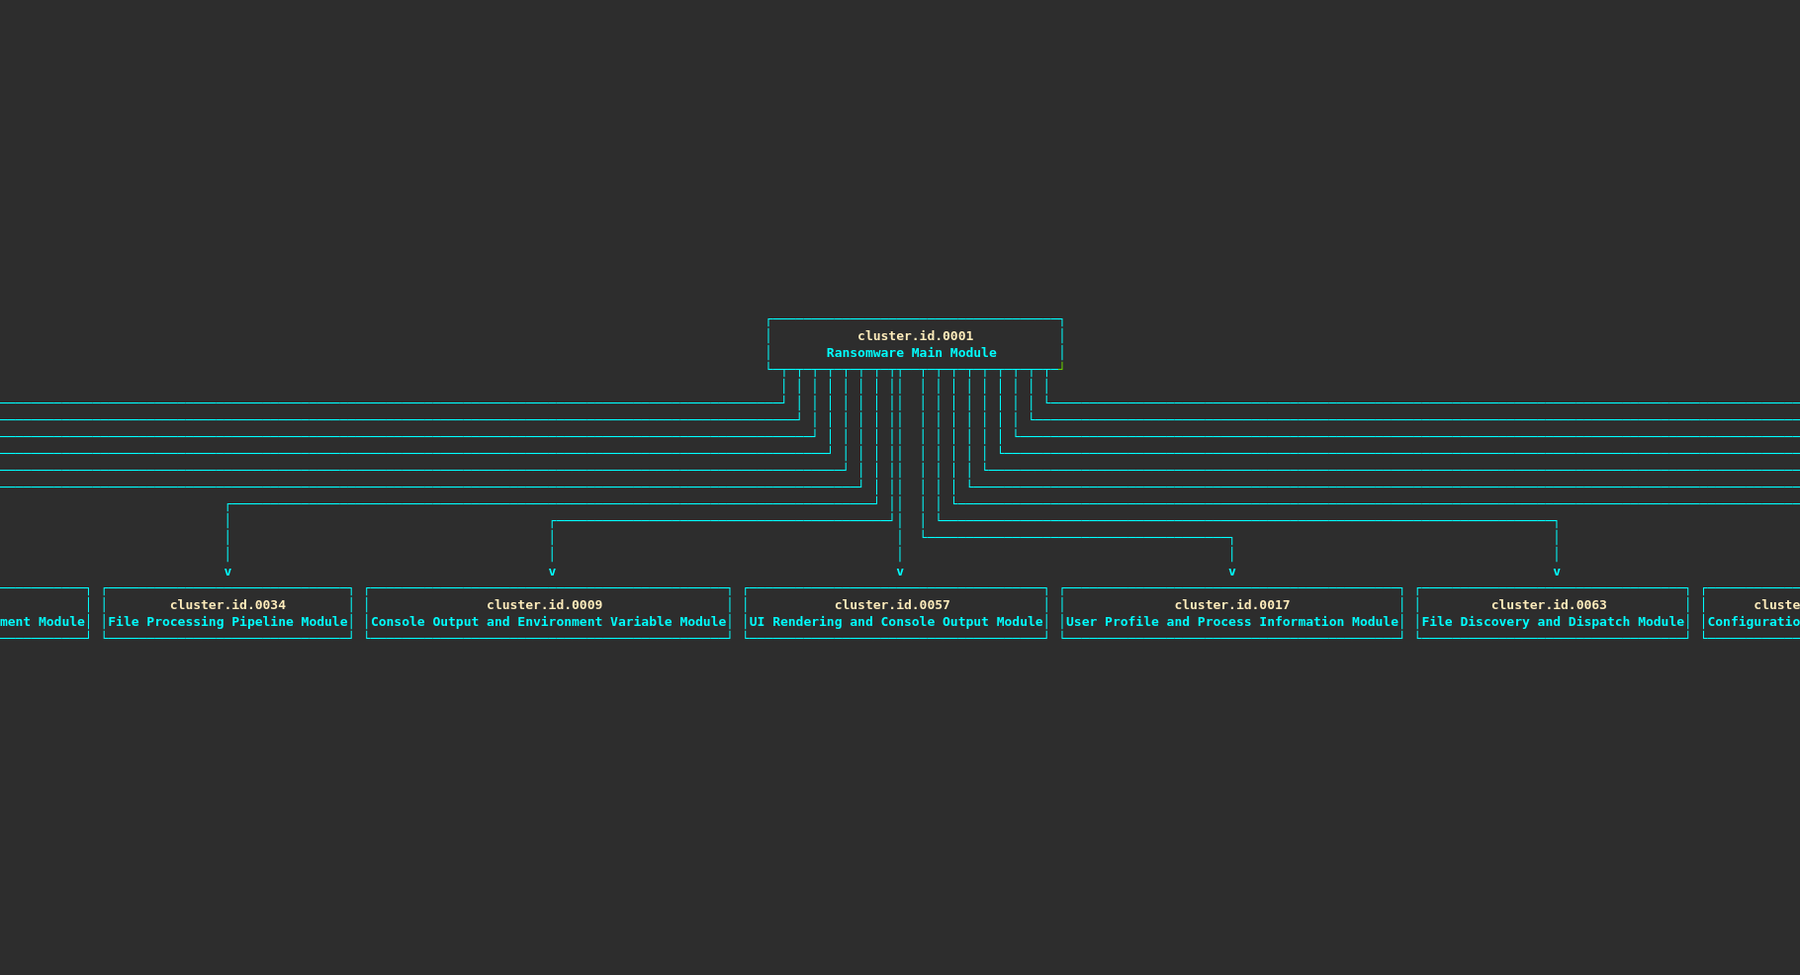 cluster.id.0001
Ransomware Main Module
v v v v v
cluster.id.0034 cluster.id.0009 cluster.id.0057 cluster.id.0017 cluster.id.0063 cluste
ment Module File Processing Pipeline Module Console Output and Environment Variable Module UI Rendering and Console Output Module User Profile and Process Information Module File Discovery and Dispatch Module Configuratio